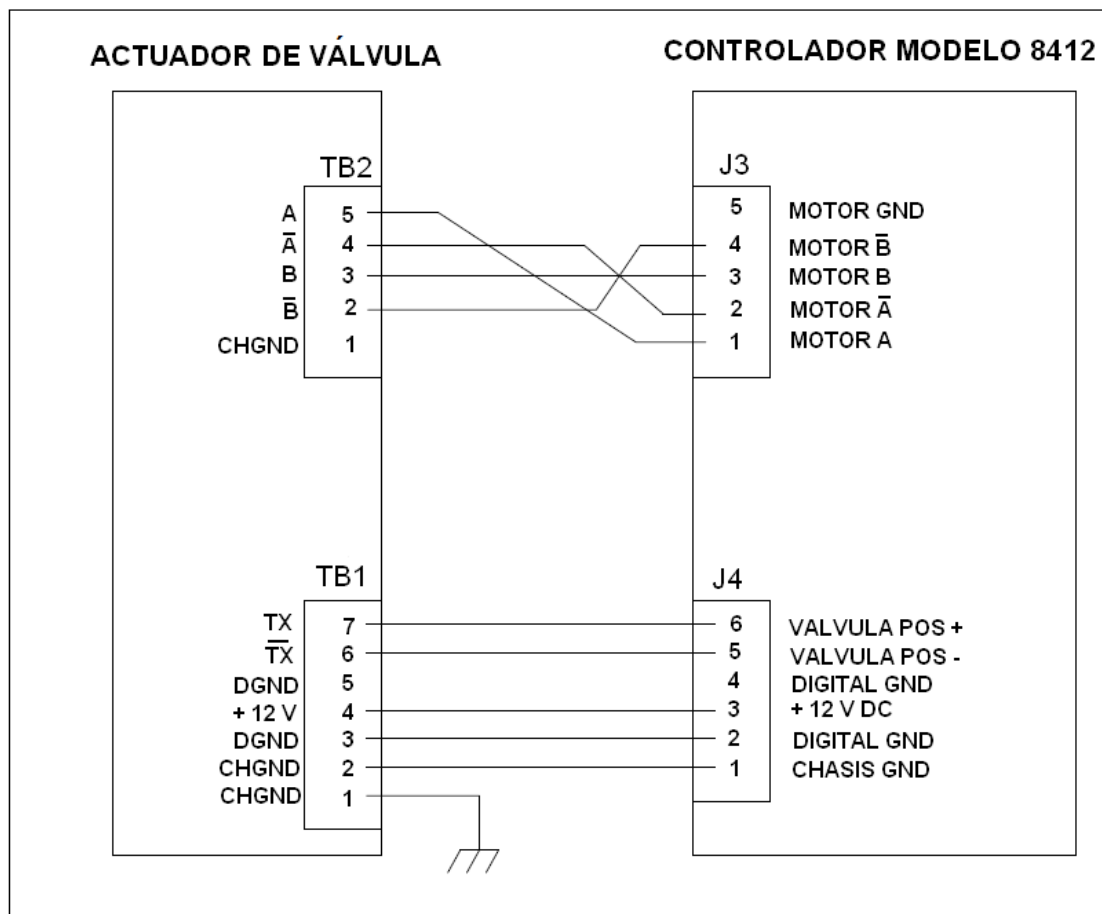 ACTUADOR DE VÁLVULA
CONTROLADOR MODELO 8412
TB2
A 5
A̅ 4
B 3
B̅ 2
CHGND 1
J3
5 MOTOR GND
4 MOTOR B̅
3 MOTOR B
2 MOTOR A̅
1 MOTOR A
TB1
TX 7
T̅X̅ 6
DGND 5
+ 12 V 4
DGND 3
CHGND 2
CHGND 1
J4
6 VALVULA POS +
5 VALVULA POS -
4 DIGITAL GND
3 + 12 V DC
2 DIGITAL GND
1 CHASIS GND